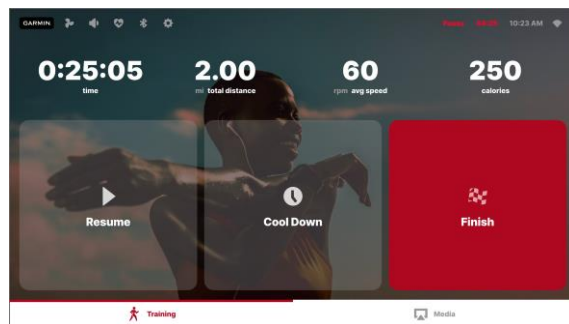 GARMIN 10:23 AM
0:25:05 2.00 60 250
time mi total distance rpm avg speed calories
Resume Cool Down Finish
Training Media